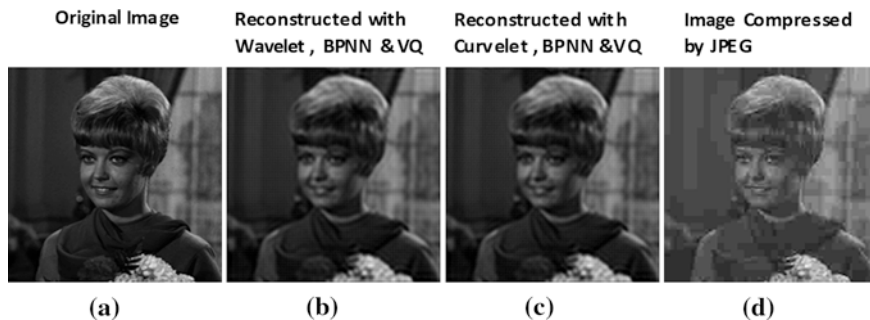 Original Image
Reconstructed with
Wavelet , BPNN &VQ
Reconstructed with
Curvelet , BPNN &VQ
Image Compressed
by JPEG
(a)
(b)
(c)
(d)